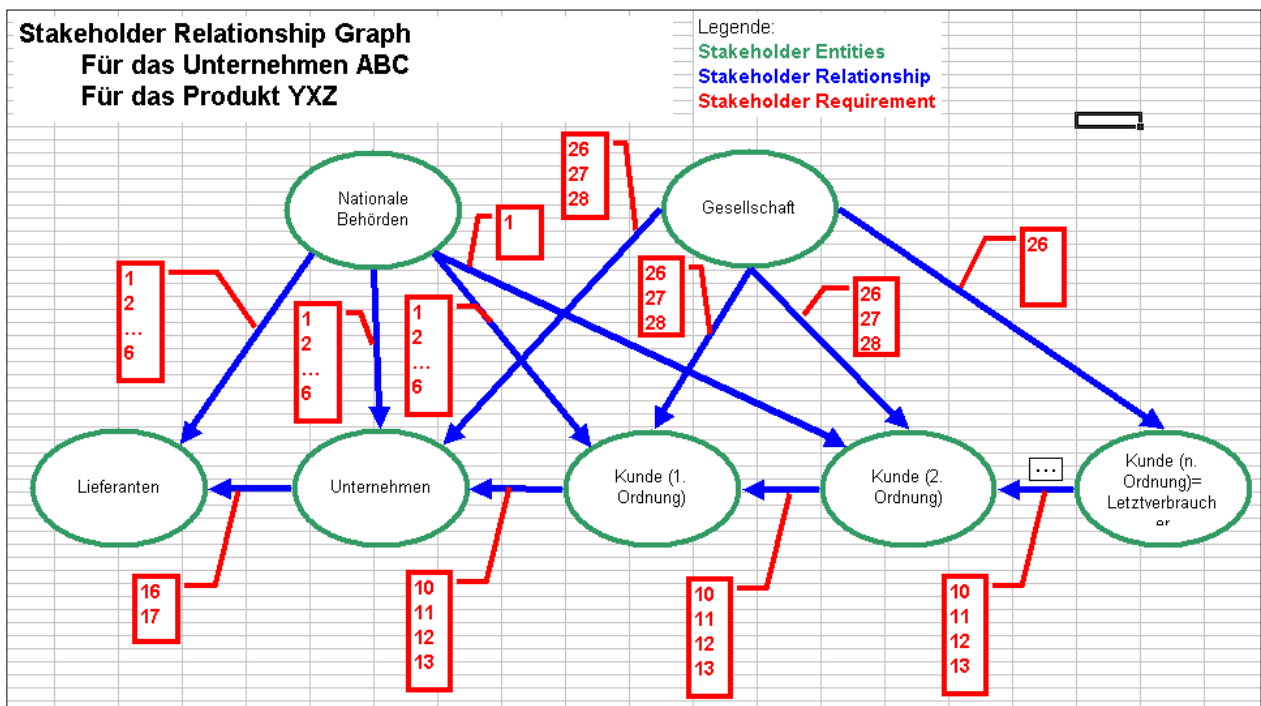 Stakeholder Relationship Graph
Für das Unternehmen ABC
Für das Produkt YXZ
Legende:
Stakeholder Entities
Stakeholder Relationship
Stakeholder Requirement
Nationale
Behörden
Gesellschaft
26
27
28
1
26
1
2
...
6
1
2
...
6
1
2
...
6
26
27
28
26
27
28
Lieferanten
Unternehmen
Kunde (1.
Ordnung)
Kunde (2.
Ordnung)
...
Kunde (n.
Ordnung)=
Letztverbrauch
er
16
17
10
11
12
13
10
11
12
13
10
11
12
13